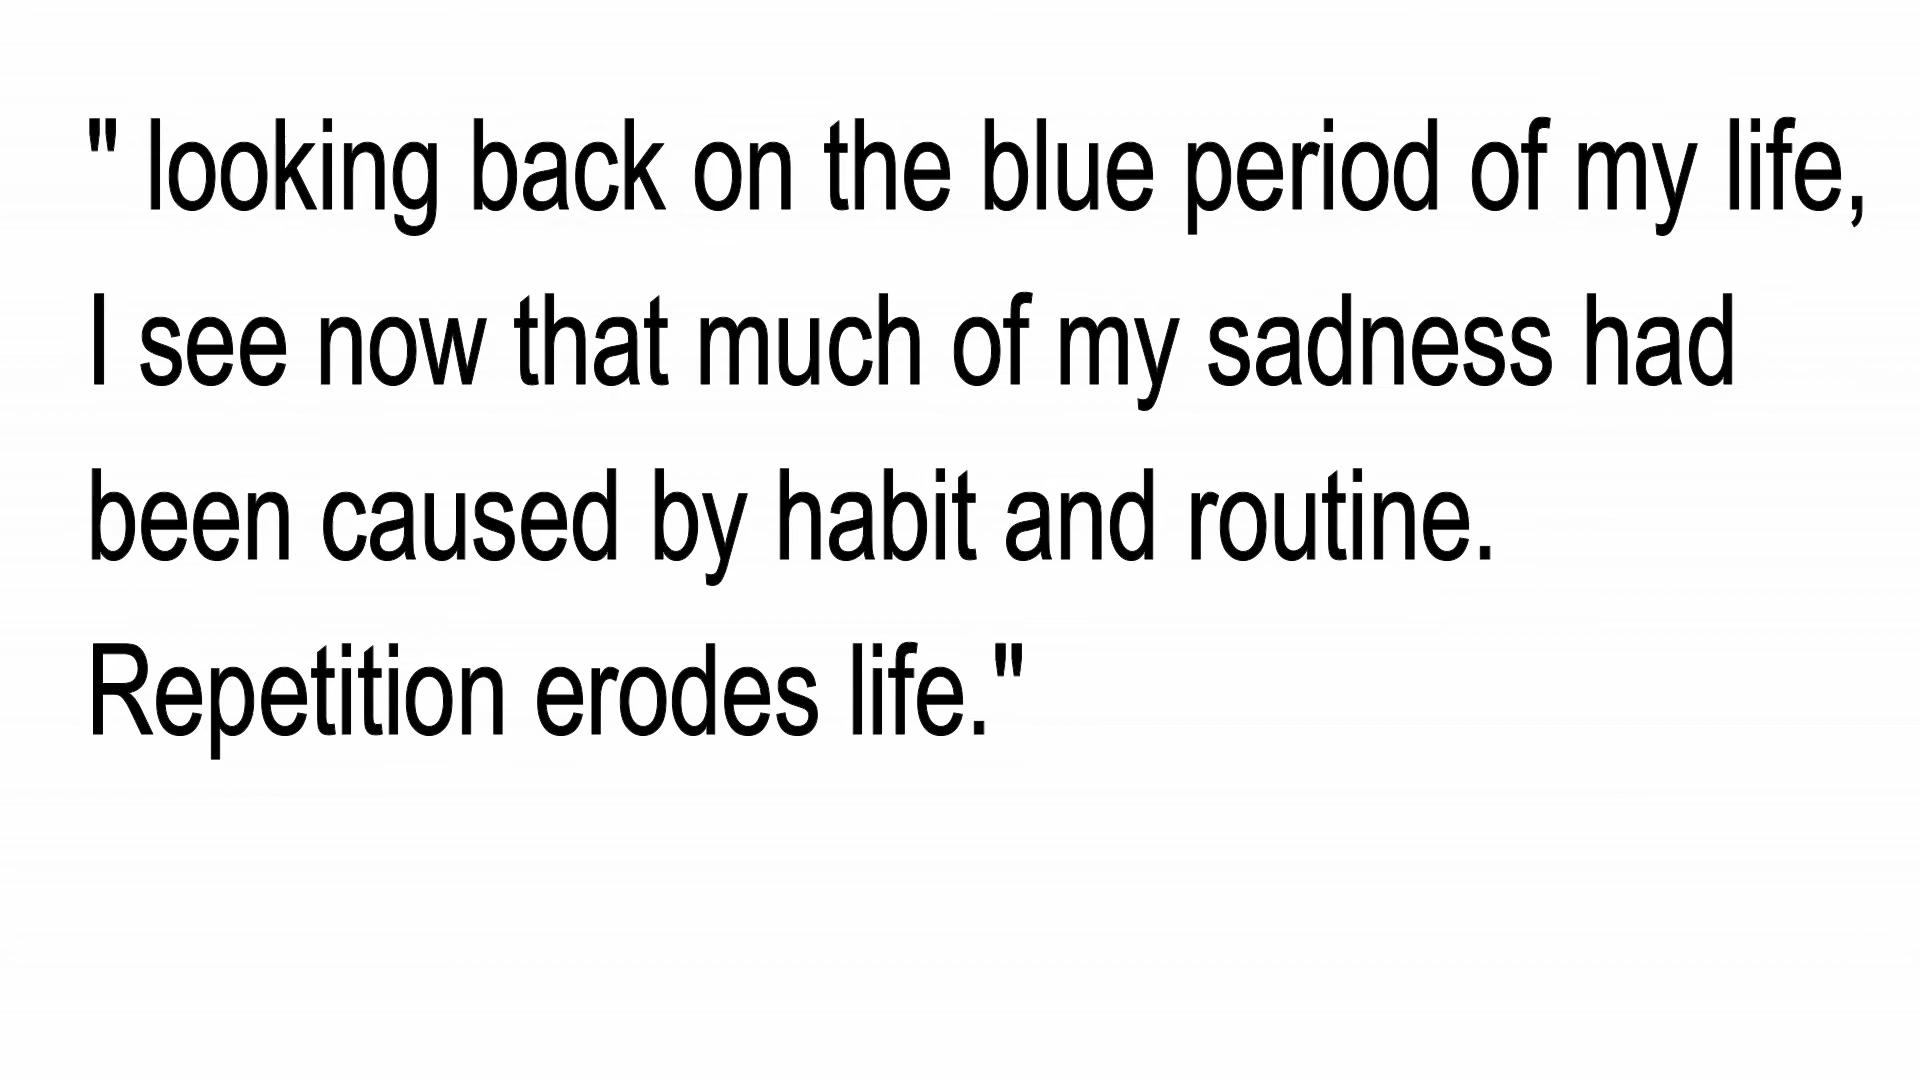 " looking back on the blue period of my life,
I see now that much of my sadness had
been caused by habit and routine.
Repetition erodes life."